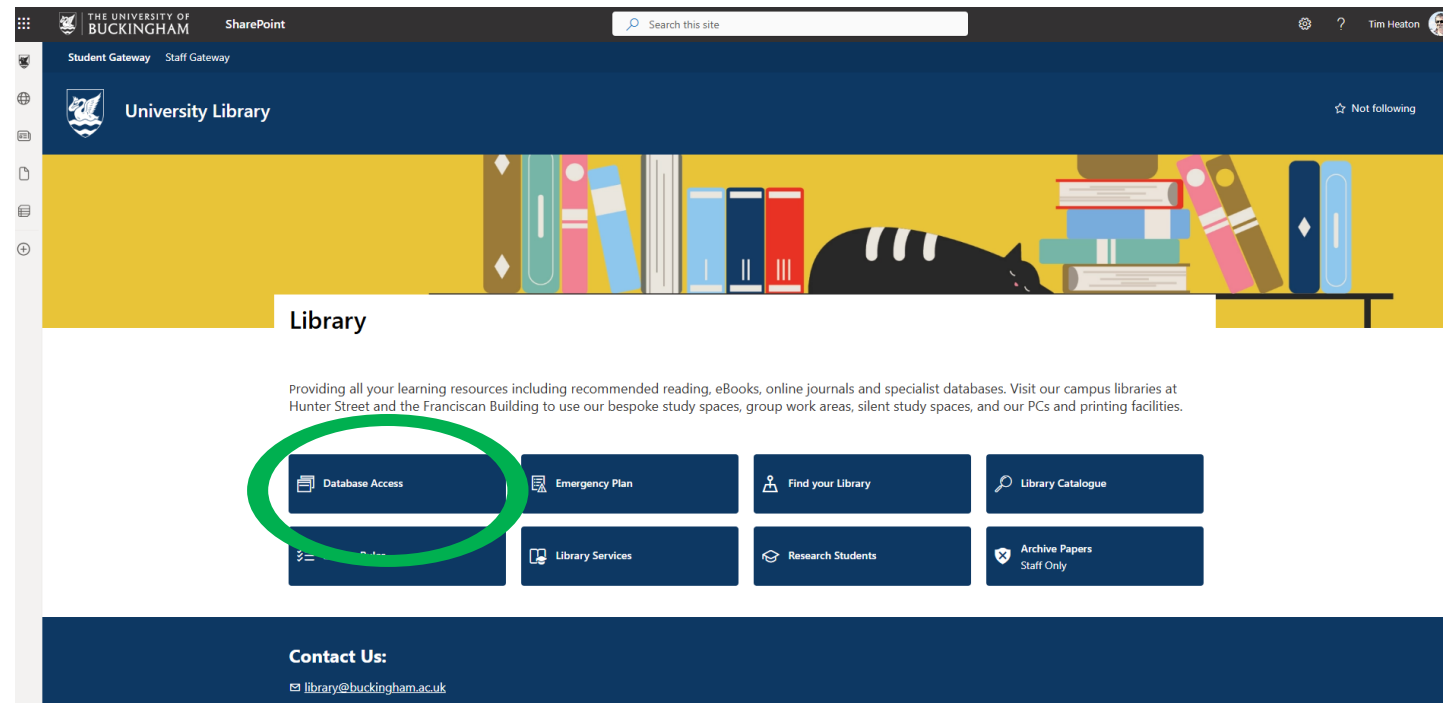 THE UNIVERSITY OF
BUCKINGHAM
SharePoint
Search this site
?
Tim Heaton
Student Gateway Staff Gateway
University Library
Not following
I II III
Library
Providing all your learning resources including recommended reading, eBooks, online journals and specialist databases. Visit our campus libraries at
Hunter Street and the Franciscan Building to use our bespoke study spaces, group work areas, silent study spaces, and our PCs and printing facilities.
Database Access
Emergency Plan
Find your Library
Library Catalogue
Library Services
Research Students
Archive Papers
Staff Only
Contact Us:
library@buckingham.ac.uk